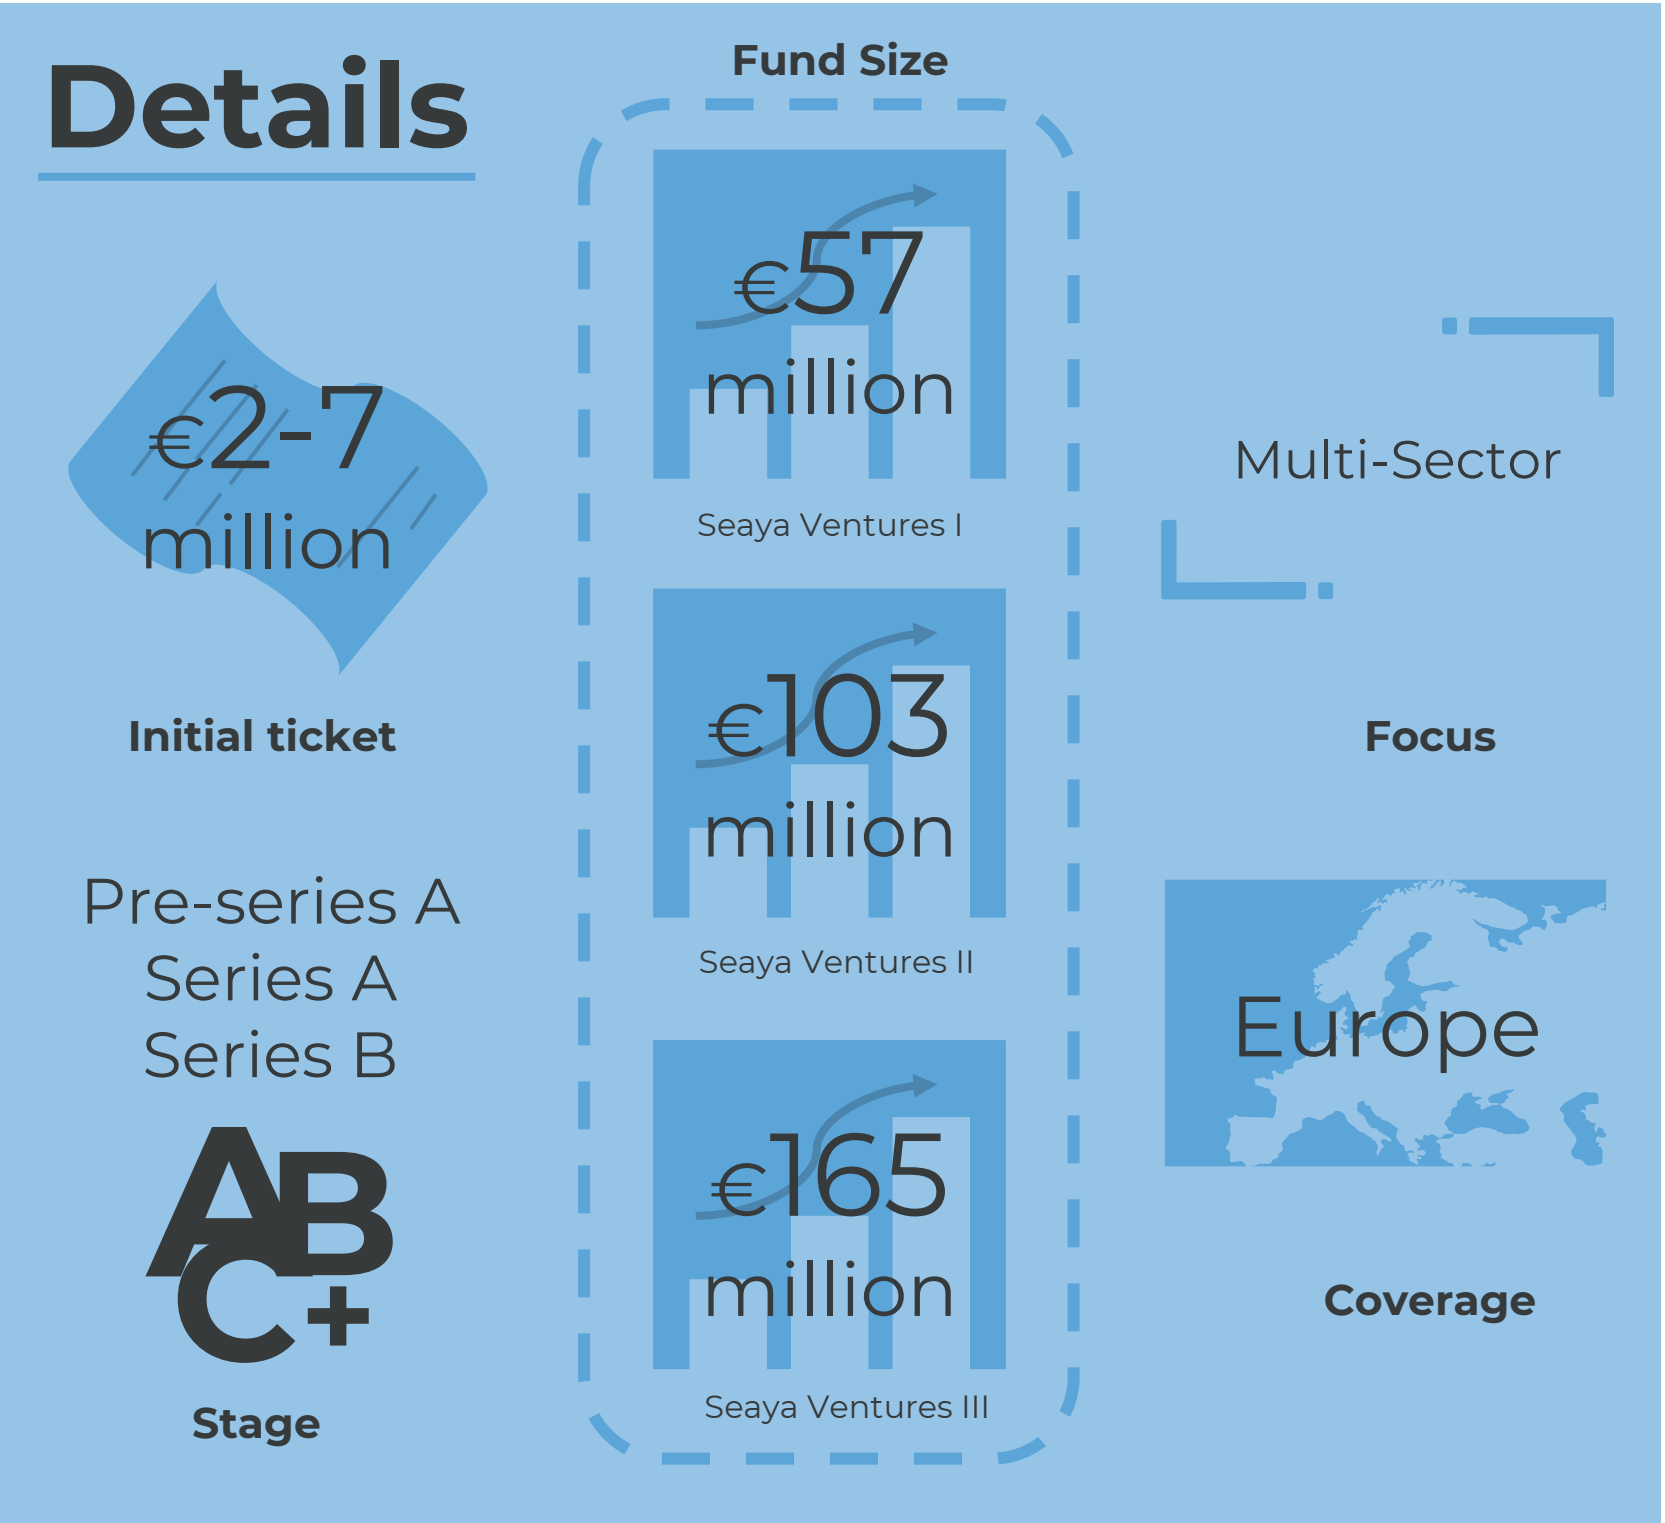 Details
€2-7
million
Initial ticket
Pre-series A
Series A
Series B
AB
C+
Stage
Fund Size
€57
million
Seaya Ventures I
€103
million
Seaya Ventures II
€165
million
Seaya Ventures III
Multi-Sector
Focus
Europe
Coverage